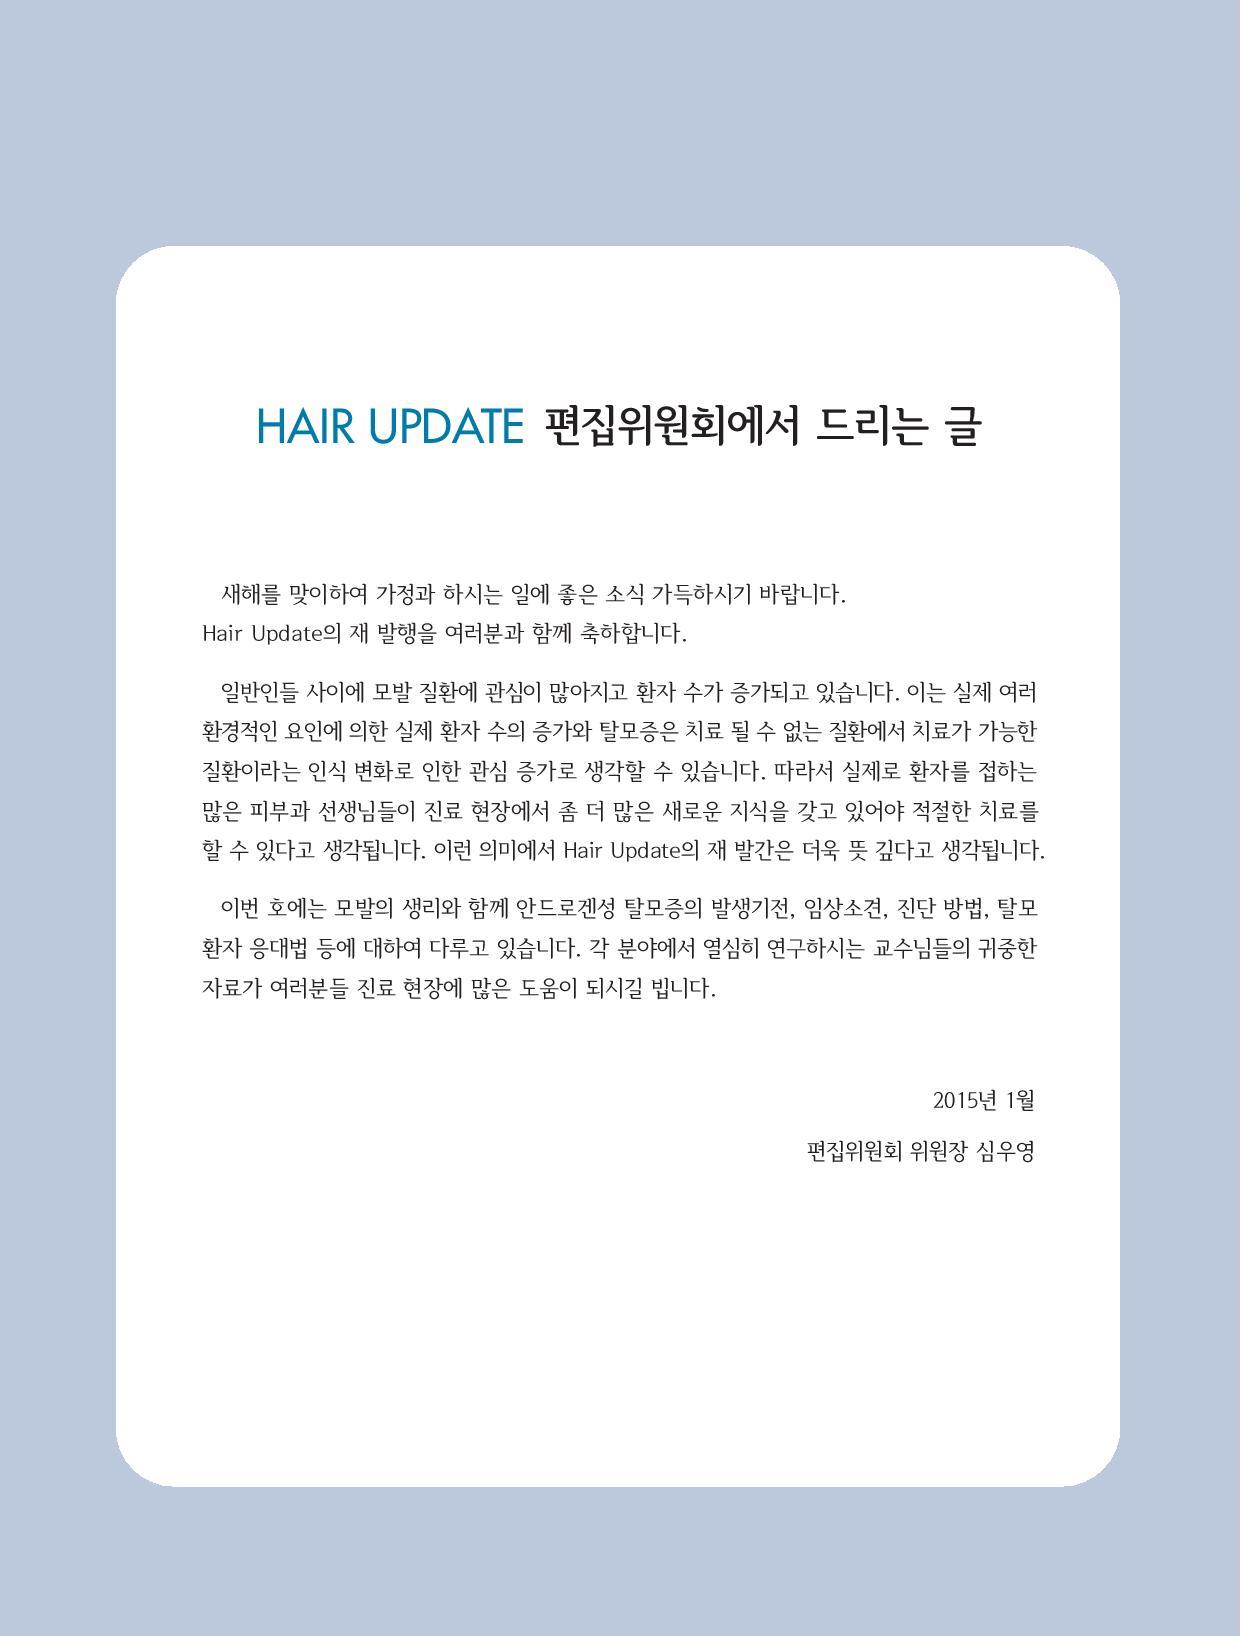 HAIR UPDATE 편집위원회에서 드리는 글
새해를 맞이하여 가정과 하시는 일에 좋은 소식 가득하시기 바랍니다.
Hair Update의 재 발행을 여러분과 함께 축하합니다.
일반인들 사이에 모발 질환에 관심이 많아지고 환자 수가 증가되고 있습니다. 이는 실제 여러
환경적인 요인에 의한 실제 환자 수의 증가와 탈모증은 치료 될 수 없는 질환에서 치료가 가능한
질환이라는 인식 변화로 인한 관심 증가로 생각할 수 있습니다. 따라서 실제로 환자를 접하는
많은 피부과 선생님들이 진료 현장에서 좀 더 많은 새로운 지식을 갖고 있어야 적절한 치료를
할 수 있다고 생각됩니다. 이런 의미에서 Hair Update의 재 발간은 더욱 뜻 깊다고 생각됩니다.
이번 호에는 모발의 생리와 함께 안드로겐성 탈모증의 발생기전, 임상소견, 진단 방법, 탈모
환자 응대법 등에 대하여 다루고 있습니다. 각 분야에서 열심히 연구하시는 교수님들의 귀중한
자료가 여러분들 진료 현장에 많은 도움이 되시길 빕니다.
2015년 1월
편집위원회 위원장 심우영